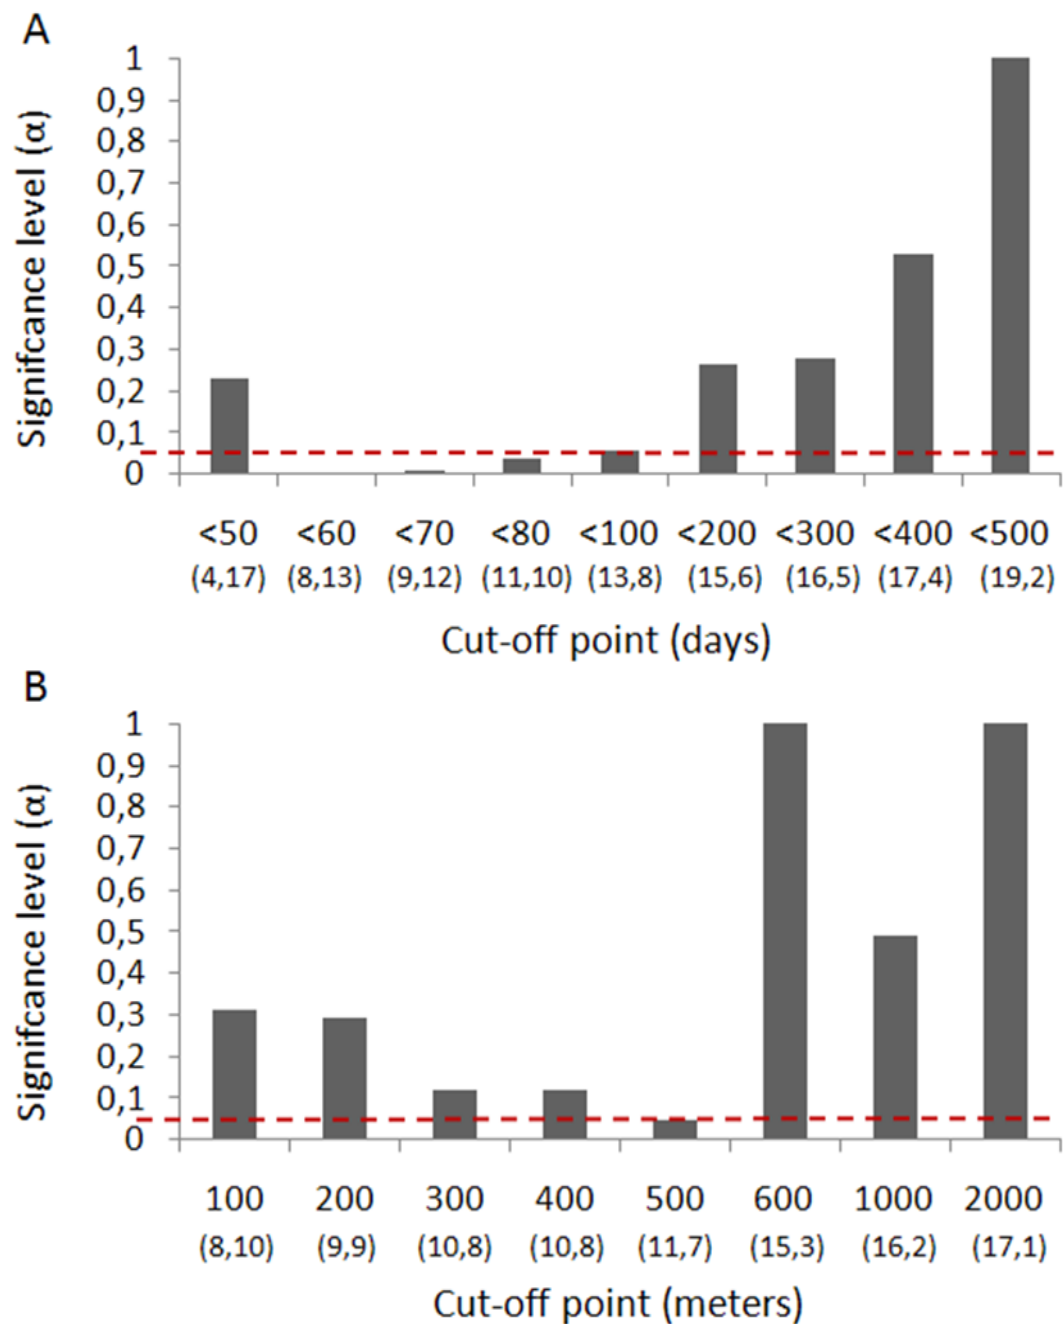 A
Signifcance level (α)
1
0,9
0,8
0,7
0,6
0,5
0,4
0,3
0,2
0,1
0
<50 <60 <70 <80 <100 <200 <300 <400 <500
(4,17) (8,13) (9,12) (11,10) (13,8) (15,6) (16,5) (17,4) (19,2)
Cut-off point (days)
B
Signifcance level (α)
1
0,9
0,8
0,7
0,6
0,5
0,4
0,3
0,2
0,1
0
100 200 300 400 500 600 1000 2000
(8,10) (9,9) (10,8) (10,8) (11,7) (15,3) (16,2) (17,1)
Cut-off point (meters)